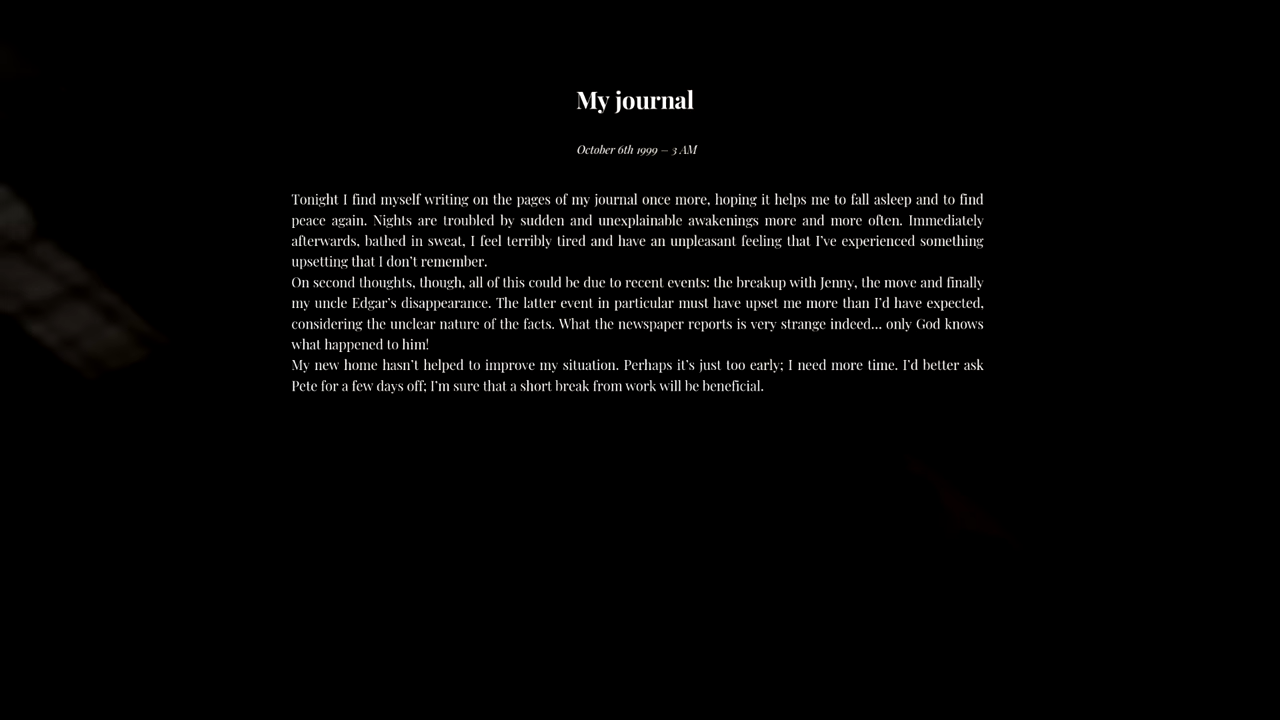 My journal
October 6th 1999 – 3 AM
Tonight I find myself writing on the pages of my journal once more, hoping it helps me to fall asleep and to find
peace again. Nights are troubled by sudden and unexplainable awakenings more and more often. Immediately
afterwards, bathed in sweat, I feel terribly tired and have an unpleasant feeling that I've experienced something
upsetting that I don't remember.
On second thoughts, though, all of this could be due to recent events: the breakup with Jenny, the move and finally
my uncle Edgar's disappearance. The latter event in particular must have upset me more than I'd have expected,
considering the unclear nature of the facts. What the newspaper reports is very strange indeed... only God knows
what happened to him!
My new home hasn't helped to improve my situation. Perhaps it's just too early; I need more time. I'd better ask
Pete for a few days off; I'm sure that a short break from work will be beneficial.